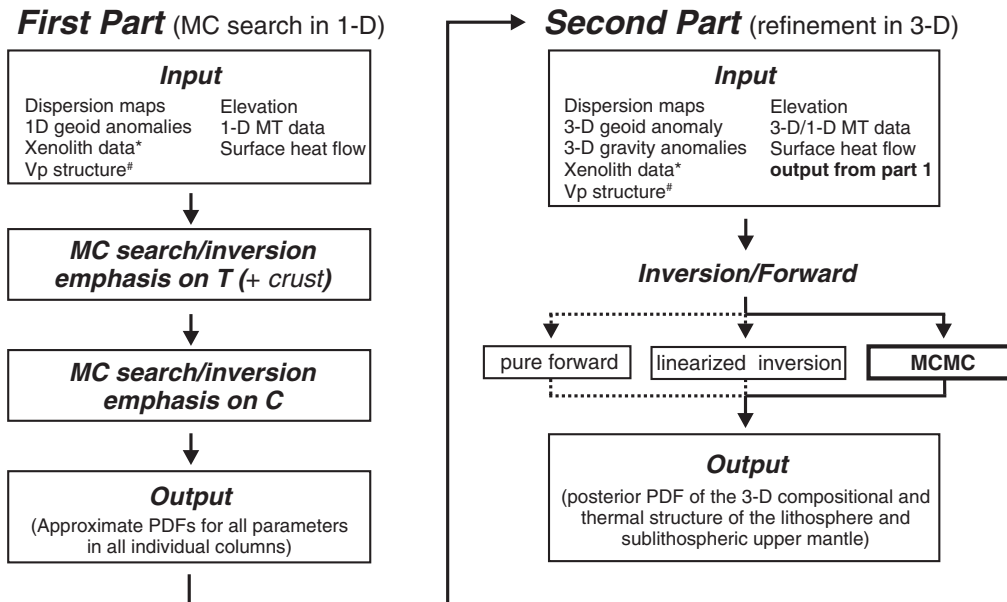 First Part (MC search in 1-D)
Input
Dispersion maps
1D geoid anomalies
Xenolith data*
Vp structure#
Elevation
1-D MT data
Surface heat flow
MC search/inversion
emphasis on T (+ crust)
MC search/inversion
emphasis on C
Output
(Approximate PDFs for all parameters
in all individual columns)
Second Part (refinement in 3-D)
Input
Dispersion maps
3-D geoid anomaly
3-D gravity anomalies
Xenolith data*
Vp structure#
Elevation
3-D/1-D MT data
Surface heat flow
output from part 1
Inversion/Forward
pure forward
linearized inversion
MCMC
Output
(posterior PDF of the 3-D compositional and
thermal structure of the lithosphere and
sublithospheric upper mantle)